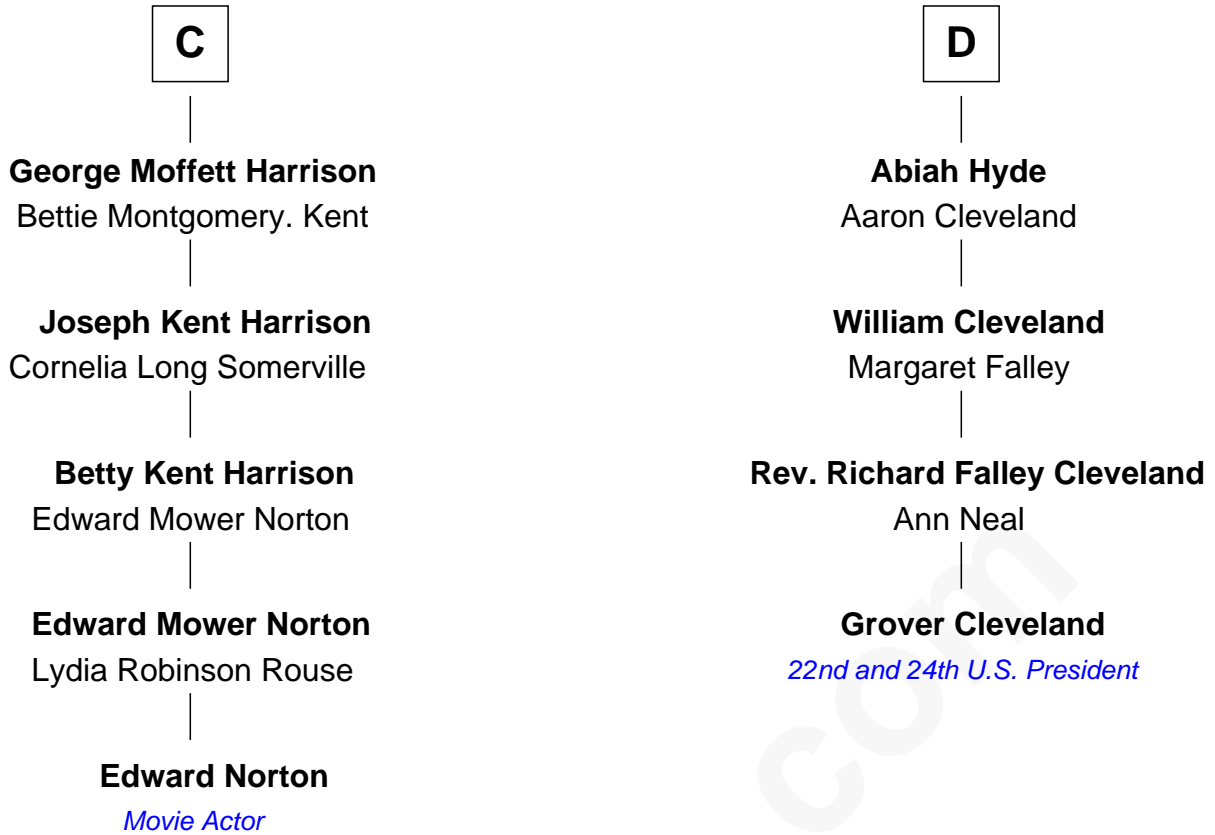 C
George Moffett Harrison
Bettie Montgomery. Kent
Joseph Kent Harrison
Cornelia Long Somerville
Betty Kent Harrison
Edward Mower Norton
Edward Mower Norton
Lydia Robinson Rouse
Edward Norton
Movie Actor
D
Abiah Hyde
Aaron Cleveland
William Cleveland
Margaret Falley
Rev. Richard Falley Cleveland
Ann Neal
Grover Cleveland
22nd and 24th U.S. President
com